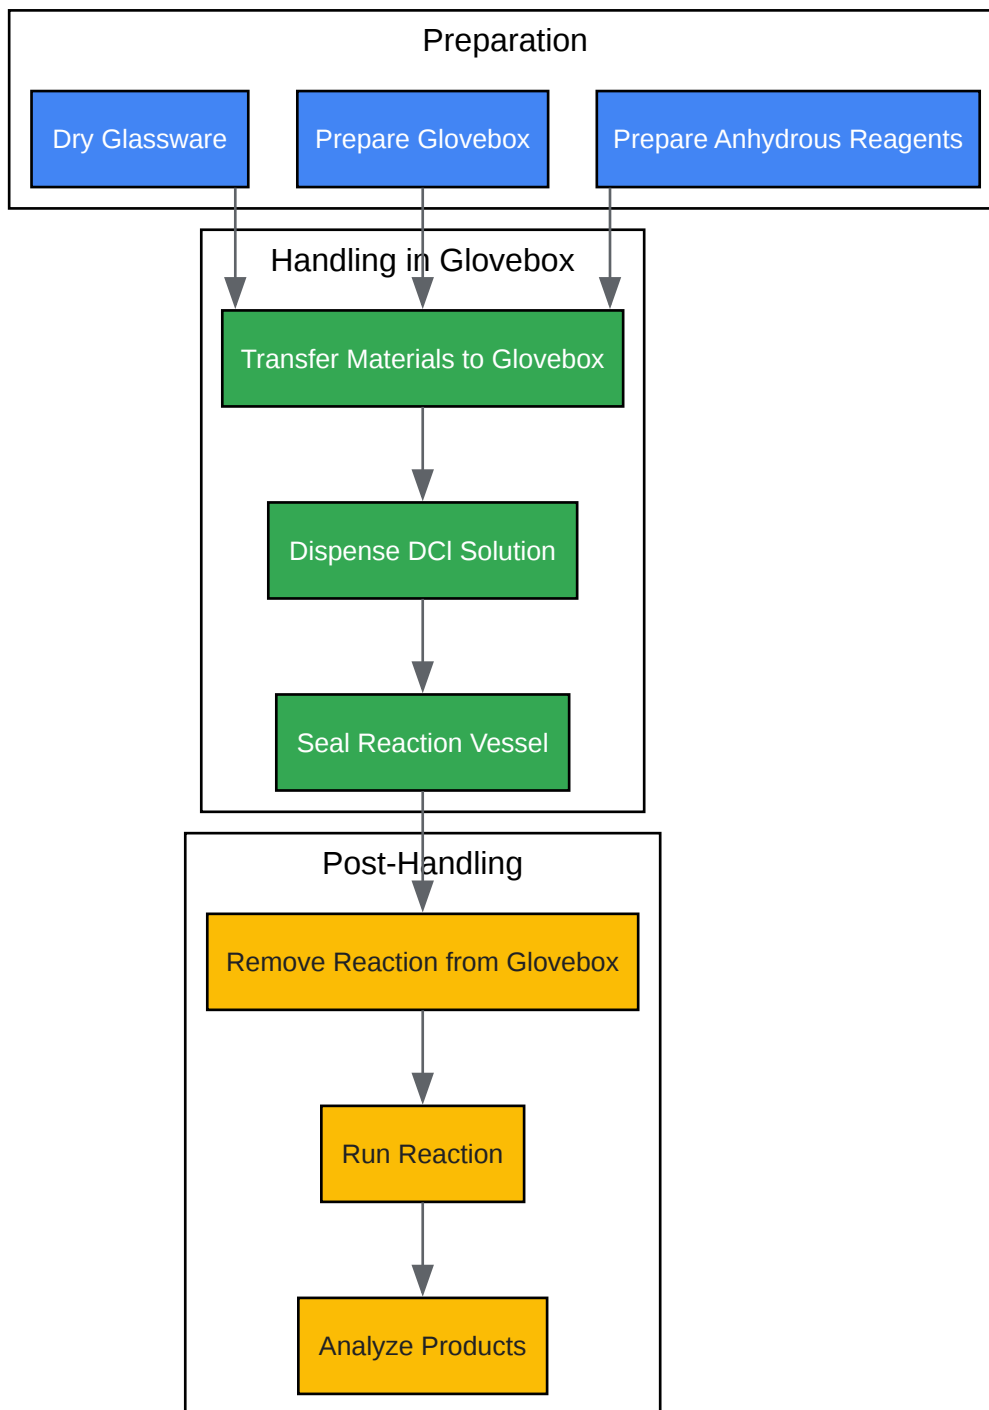 Preparation
Dry Glassware
Prepare Glovebox
Prepare Anhydrous Reagents
Handling in Glovebox
Transfer Materials to Glovebox
Dispense DCl Solution
Seal Reaction Vessel
Post-Handling
Remove Reaction from Glovebox
Run Reaction
Analyze Products